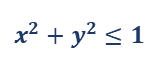 x² + y² ≤ 1